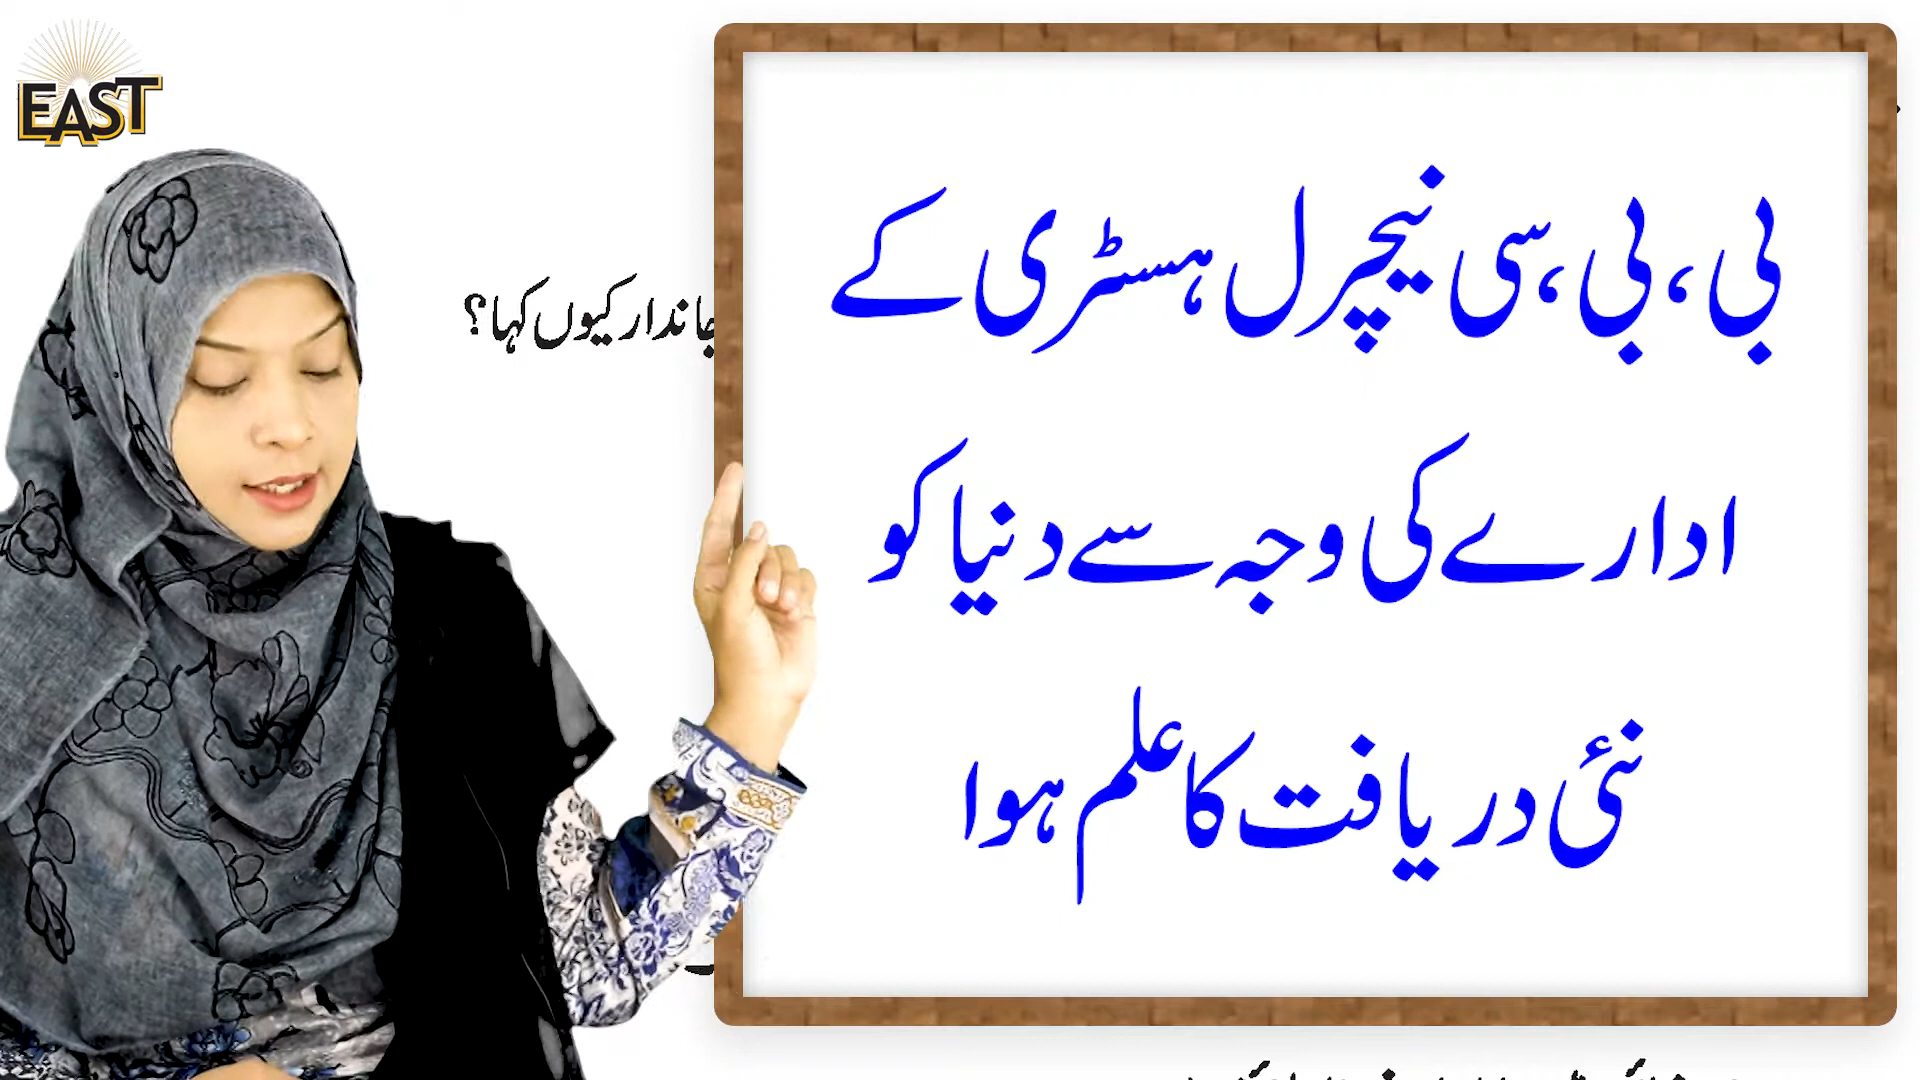 EAST
بی،بی،سی نیچرل ہسٹری کے
ادارے کی وجہ سے دنیا کو
نئی دریافت کا علم ہوا
جاندار کیوں کہا؟